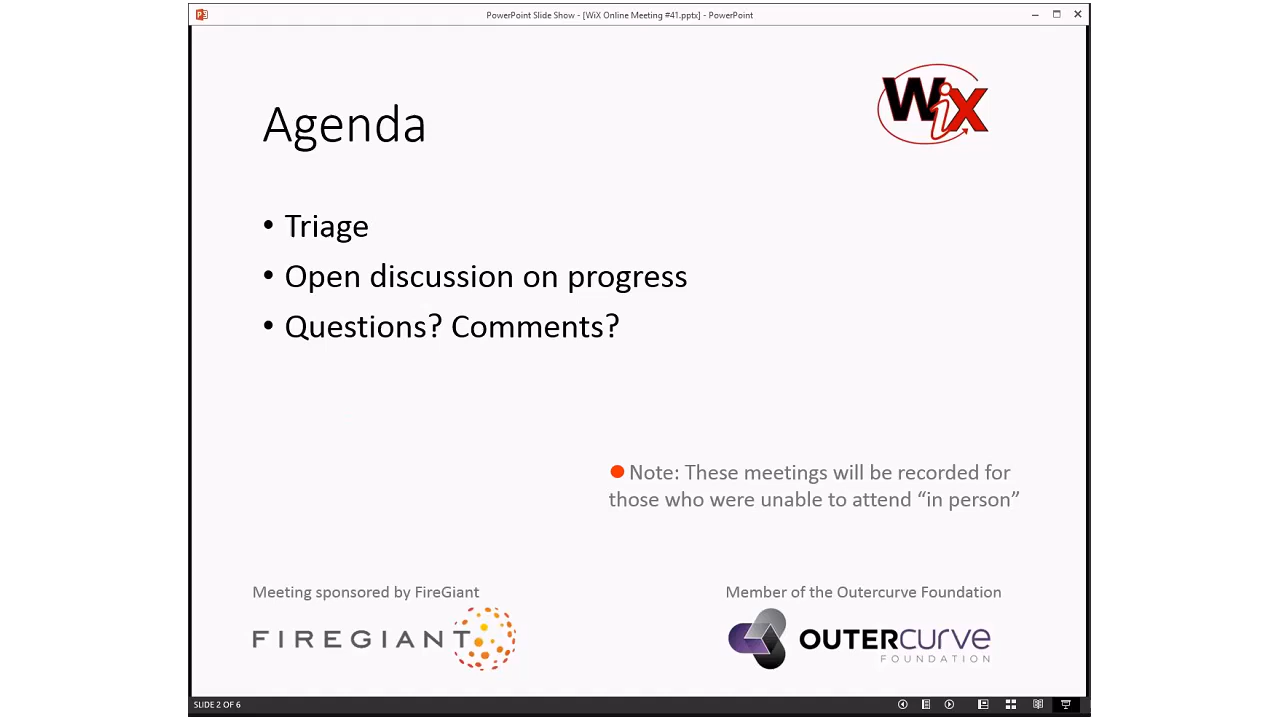 PowerPoint Slide Show - [WiX Online Meeting #41.pptx] - PowerPoint
WiX
Agenda
• Triage
• Open discussion on progress
• Questions? Comments?
Note: These meetings will be recorded for
those who were unable to attend “in person”
Meeting sponsored by FireGiant
FIREGIANT
Member of the Outercurve Foundation
OUTERCURVE
FOUNDATION
SLIDE 2 OF 6